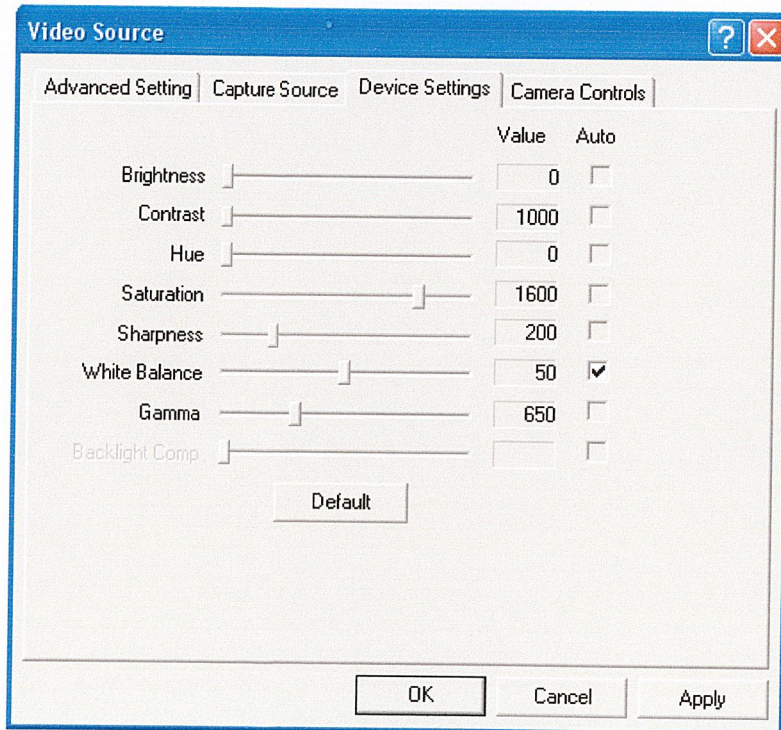 Video Source
Advanced Setting Capture Source Device Settings Camera Controls
Value Auto
Brightness 0
Contrast 1000
Hue 0
Saturation 1600
Sharpness 200
White Balance 50
Gamma 650
Backlight Comp
Default
OK Cancel Apply